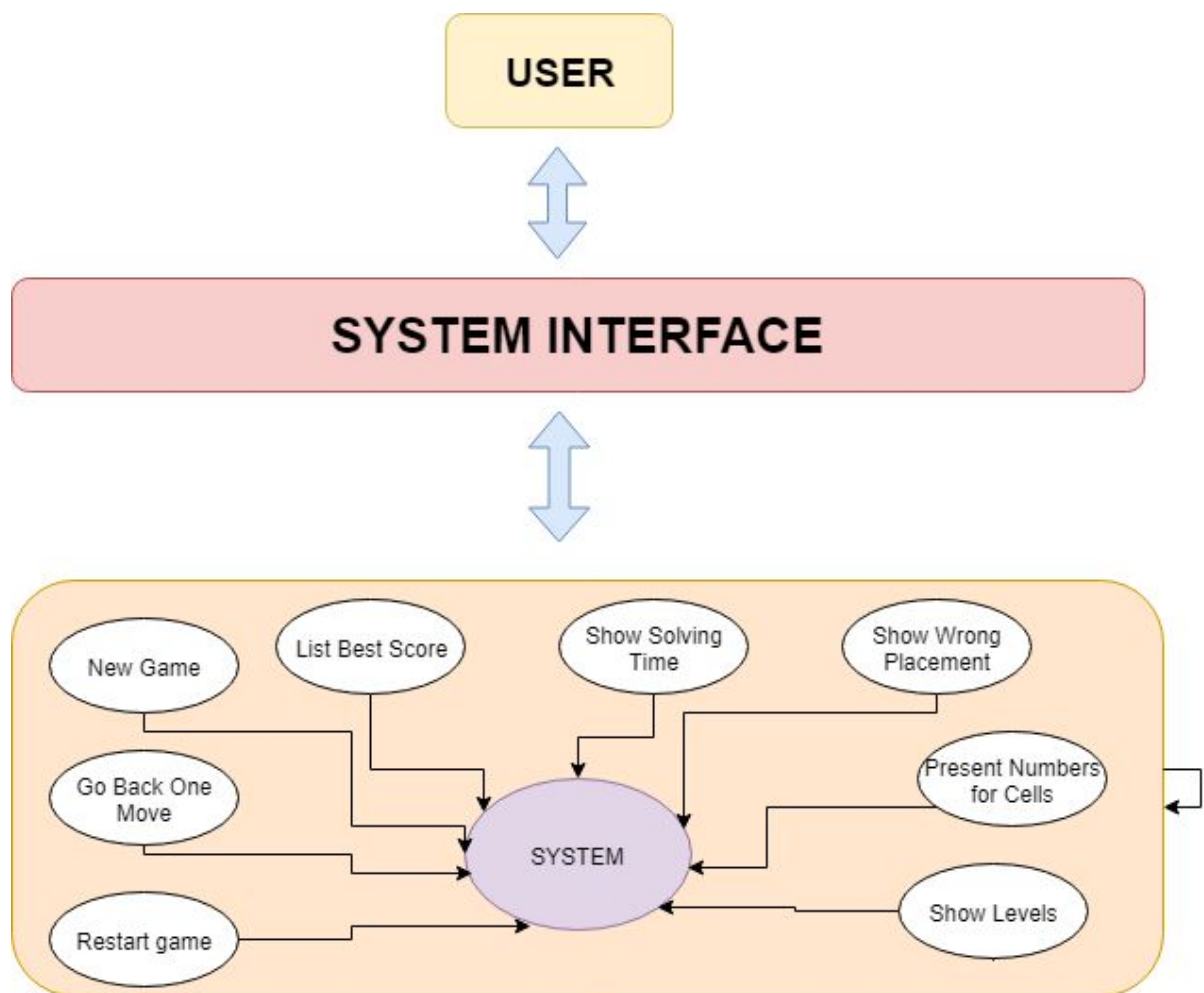 USER
SYSTEM INTERFACE
New Game
List Best Score
Show Solving
Time
Show Wrong
Placement
Go Back One
Move
Present Numbers
for Cells
SYSTEM
Restart game
Show Levels